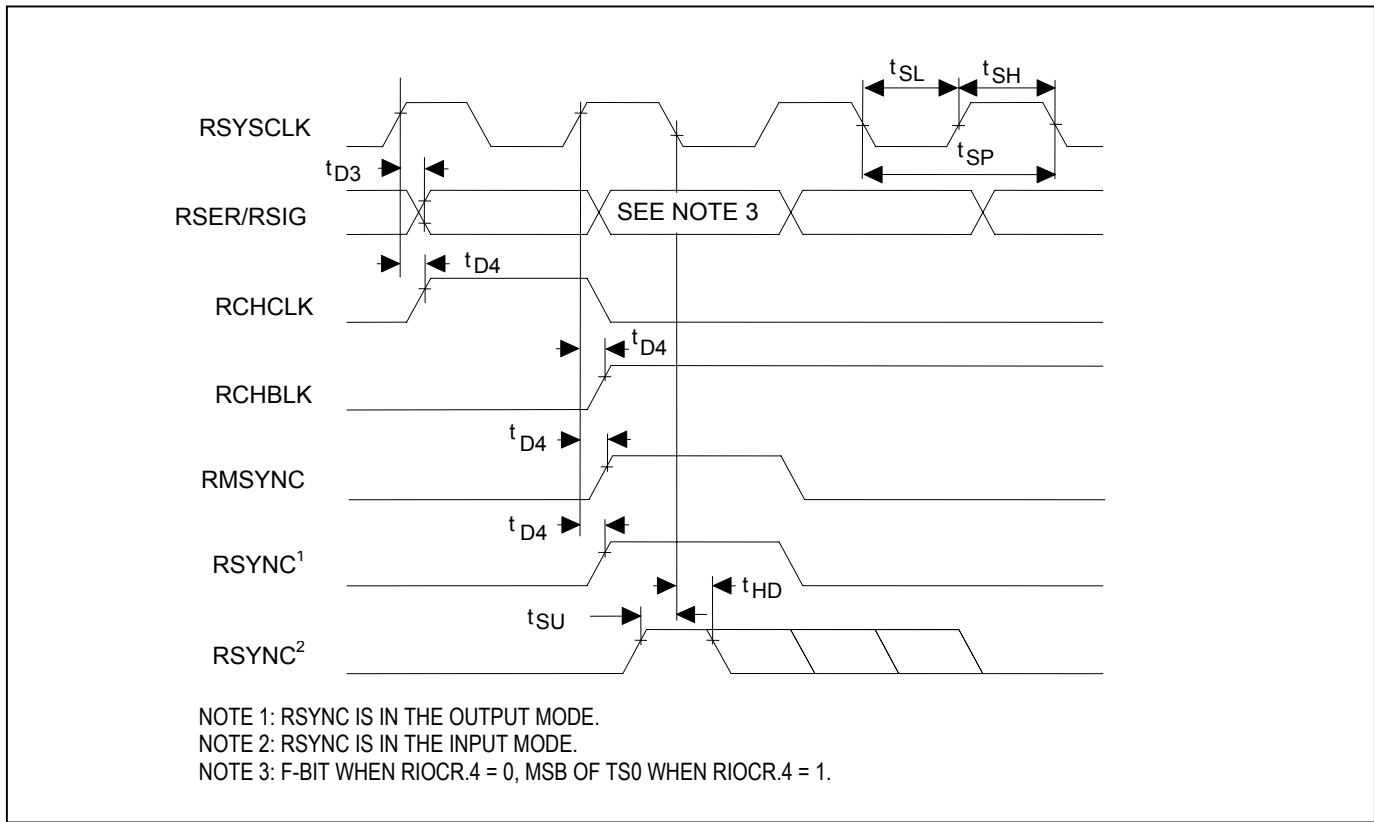 tSL tSH
RSYSCLK
tSP
tD3
RSER/RSIG SEE NOTE 3
tD4
RCHCLK
tD4
RCHBLK
tD4
RMSYNC
tD4
RSYNC1
tHD
tSU
RSYNC2
NOTE 1: RSYNC IS IN THE OUTPUT MODE.
NOTE 2: RSYNC IS IN THE INPUT MODE.
NOTE 3: F-BIT WHEN RIOCR.4 = 0, MSB OF TS0 WHEN RIOCR.4 = 1.